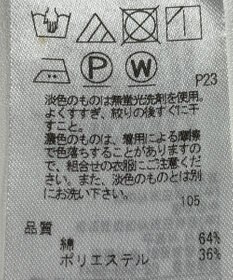 P W
P23
淡色のものは無蛍光洗剤を使用。
よくすすぎ、絞りの後すぐに干
すこと。
濃色のものは、着用による摩擦
で色落ちすることがありますの
で、組合せの衣服にご注意くだ
さい。また、淡色のものとは別
にお洗い下さい。
105
品質
綿 64%
ポリエステル 36%